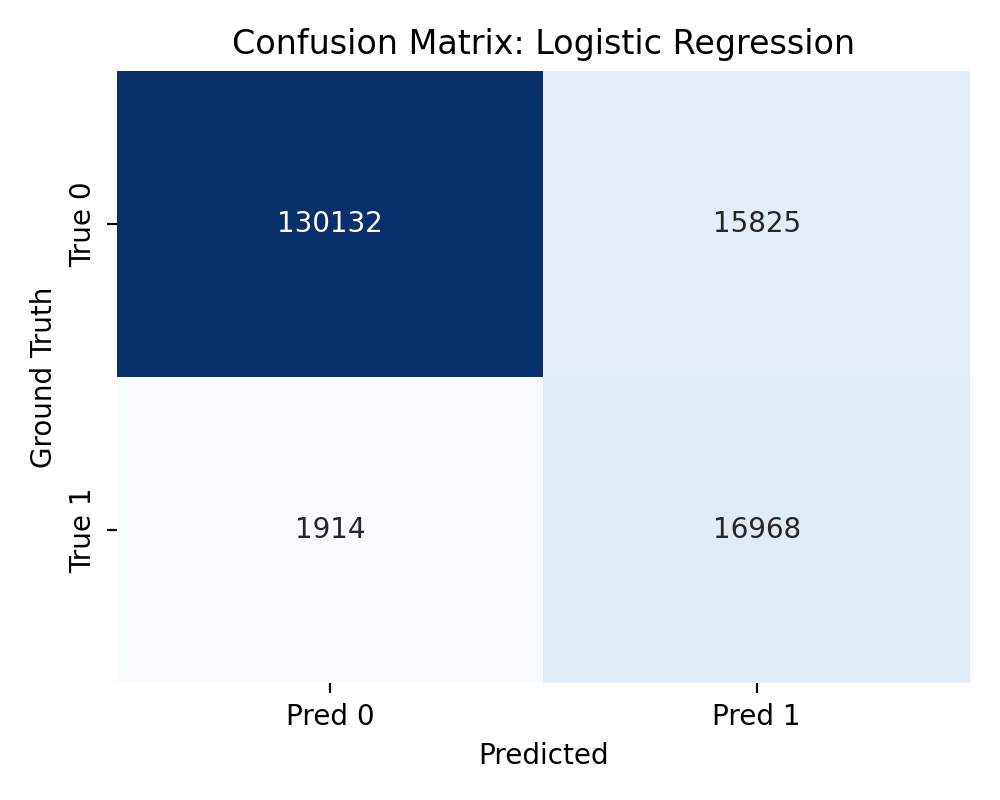 Confusion Matrix: Logistic Regression
Ground Truth
True 0
130132
15825
True 1
1914
16968
Pred 0
Pred 1
Predicted